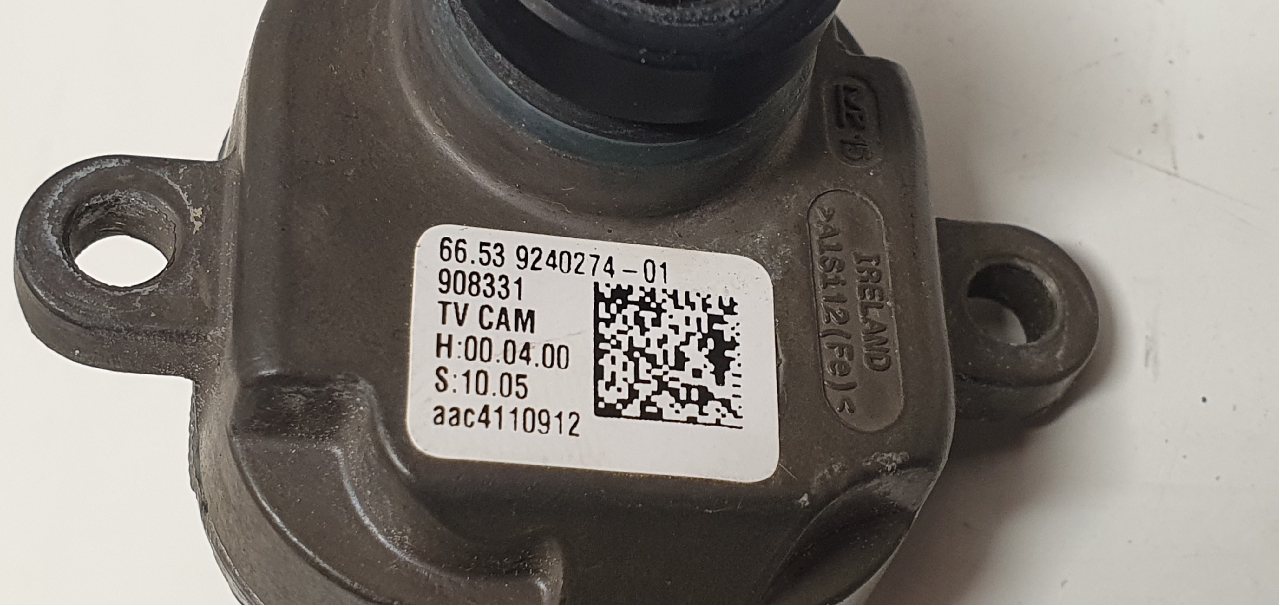 66.53 9240274-01
908331
TV CAM
H:00.04.00
S:10.05
aac4110912
IRELAND
>AlSi12(Fe)<